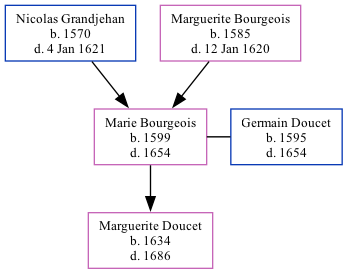 Nicolas Grandjehan
b. 1570
d. 4 Jan 1621
Marguerite Bourgeois
b. 1585
d. 12 Jan 1620
Marie Bourgeois
b. 1599
d. 1654
Germain Doucet
b. 1595
d. 1654
Marguerite Doucet
b. 1634
d. 1686